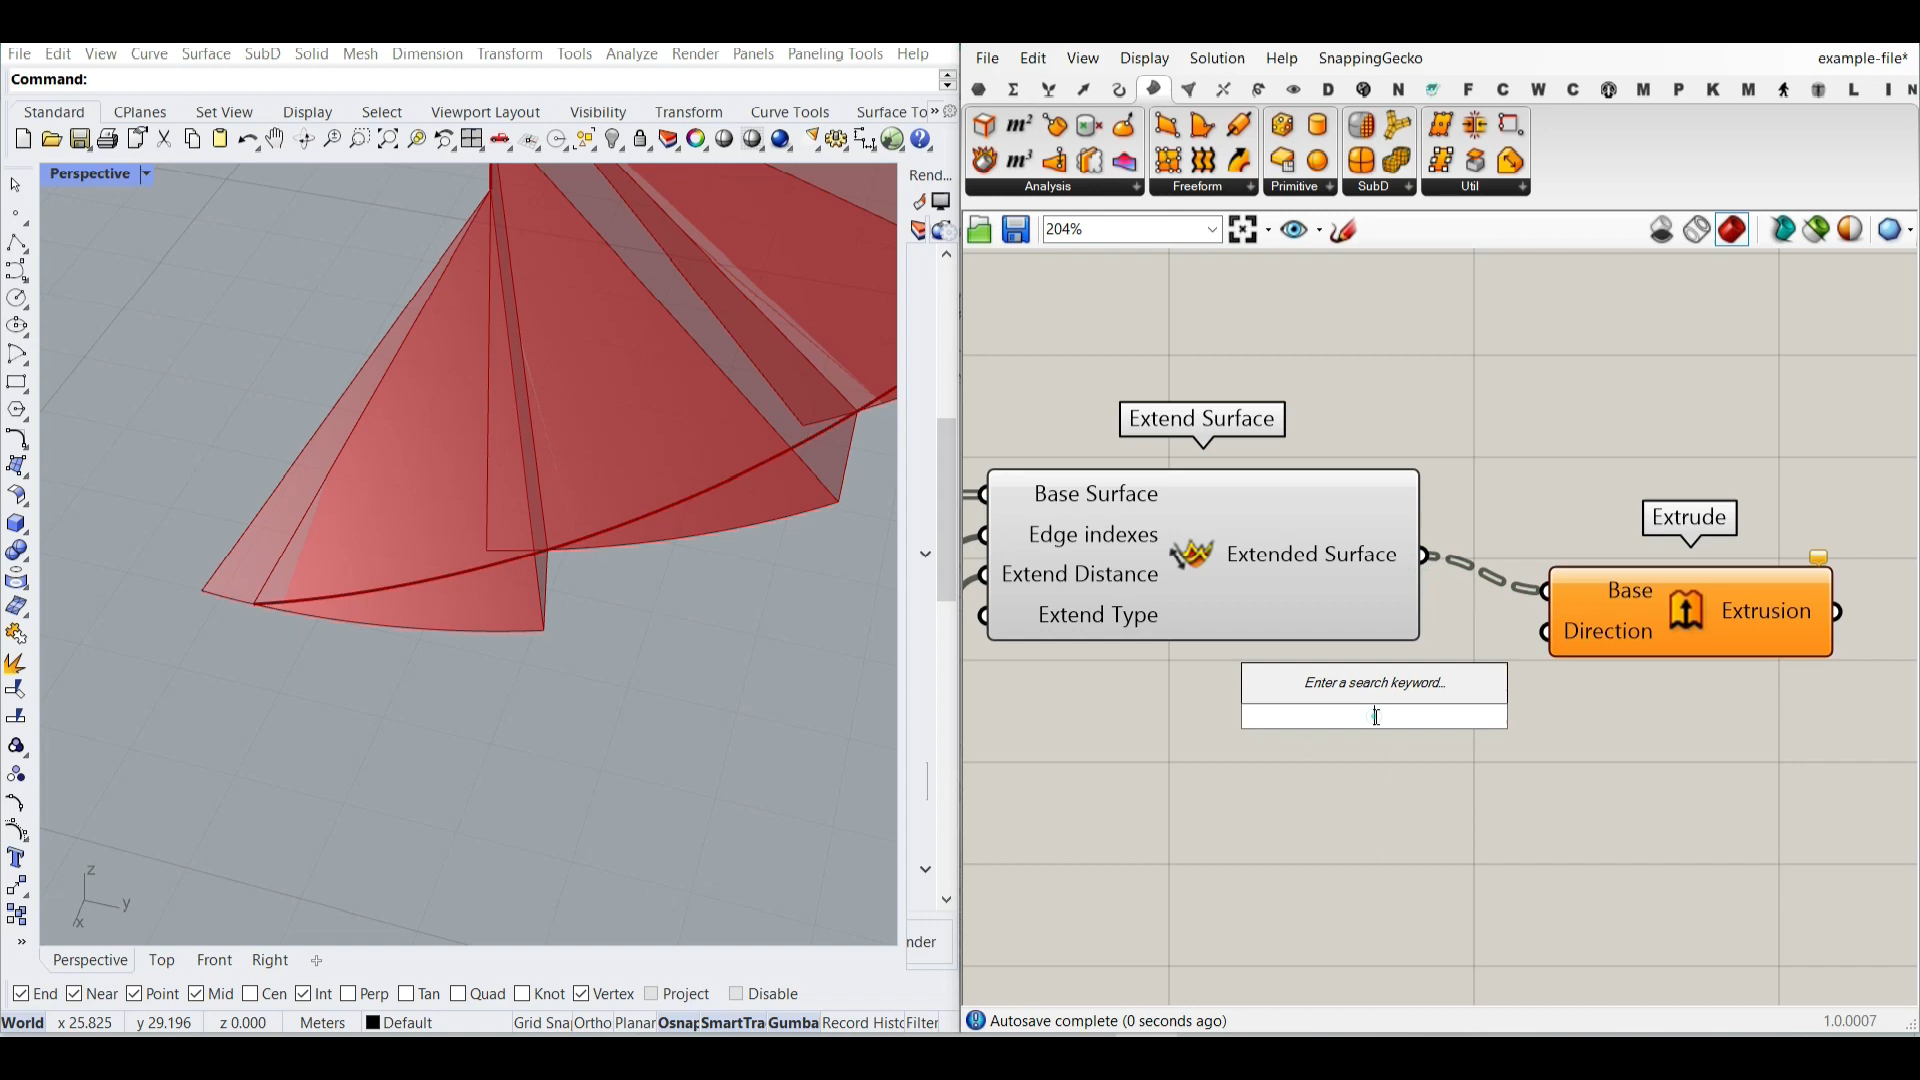 File Edit View Curve Surface SubD Solid Mesh Dimension Transform Tools Analyze Render Panels Paneling Tools Help
Command:
Standard CPlanes Set View Display Select Viewport Layout Visibility Transform Curve Tools Surface To
Perspective
Rend...
nder
z
y
x
Perspective Top Front Right
End Near Point Mid Cen Int Perp Tan Quad Knot Vertex Project Disable
World x 25.825 y 29.196 z 0.000 Meters Default Grid Sna Ortho Planar Osnap SmartTra Gumba Record Histo Filter
File Edit View Display Solution Help SnappingGecko example-file*
D N F C W C M P K M L I N
m²
m³
Analysis Freeform Primitive SubD Util
204%
Extend Surface
Base Surface
Edge indexes
Extend Distance
Extend Type
Extended Surface
Extrude
Base
Direction
Extrusion
Enter a search keyword...
Autosave complete (0 seconds ago) 1.0.0007